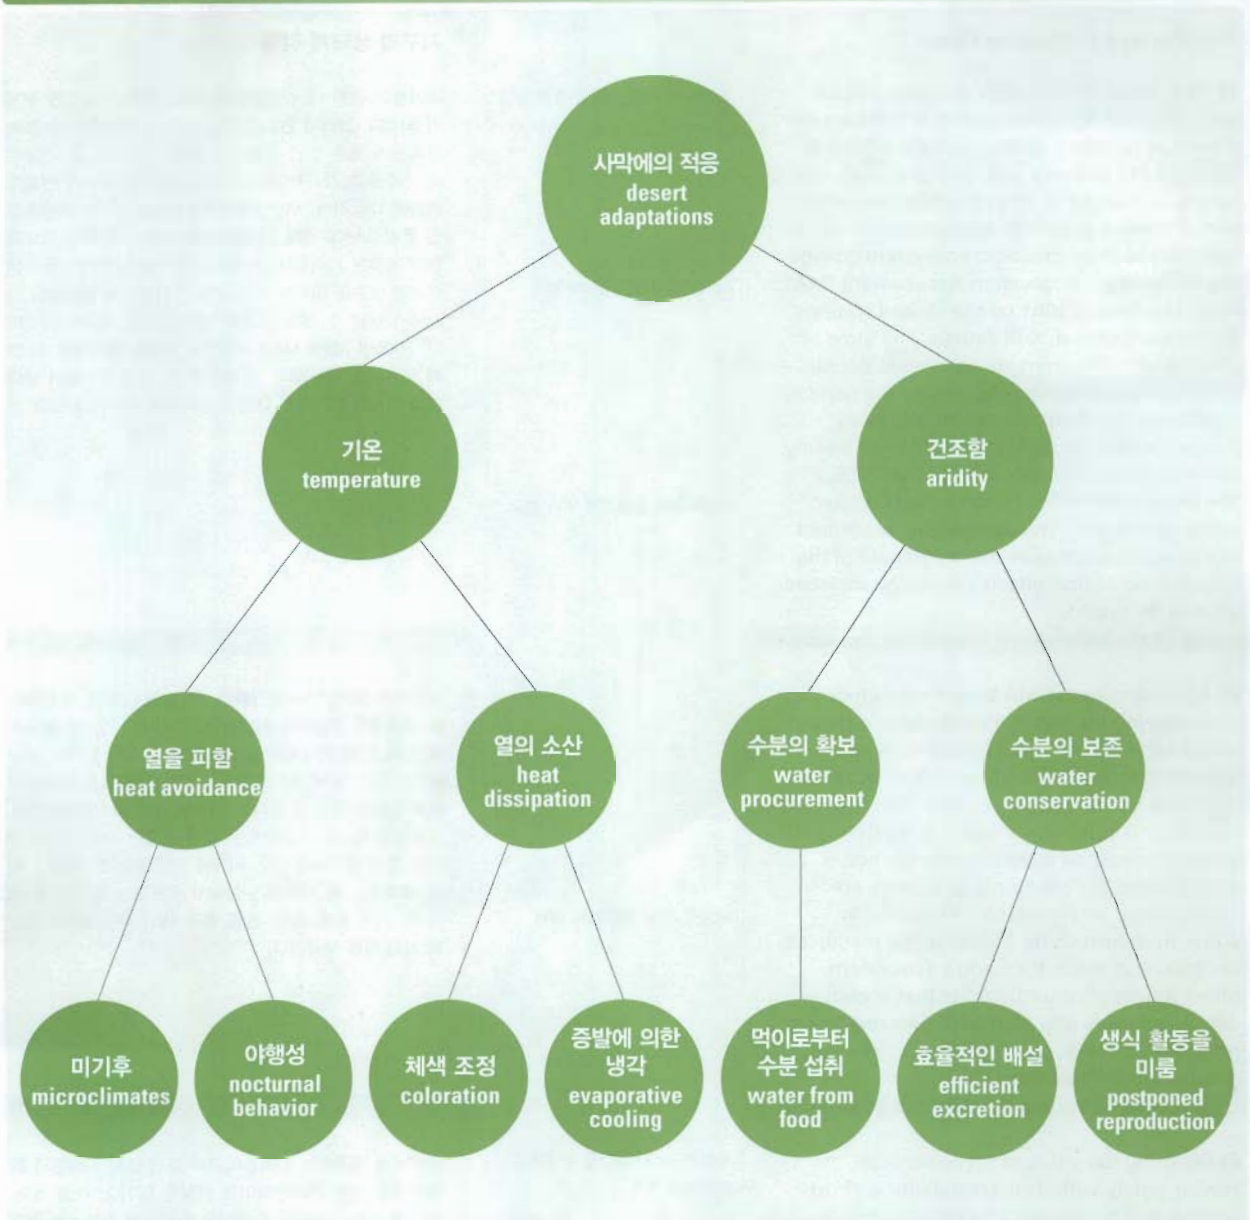 사막에의 적응
desert
adaptations
기온
temperature
건조함
aridity
열을 피함
heat avoidance
열의 소산
heat
dissipation
수분의 확보
water
procurement
수분의 보존
water
conservation
미기후
microclimates
야행성
nocturnal
behavior
체색 조정
coloration
증발에 의한
냉각
evaporative
cooling
먹이로부터
수분 섭취
water from
food
효율적인 배설
efficient
excretion
생식 활동을
미룸
postponed
reproduction